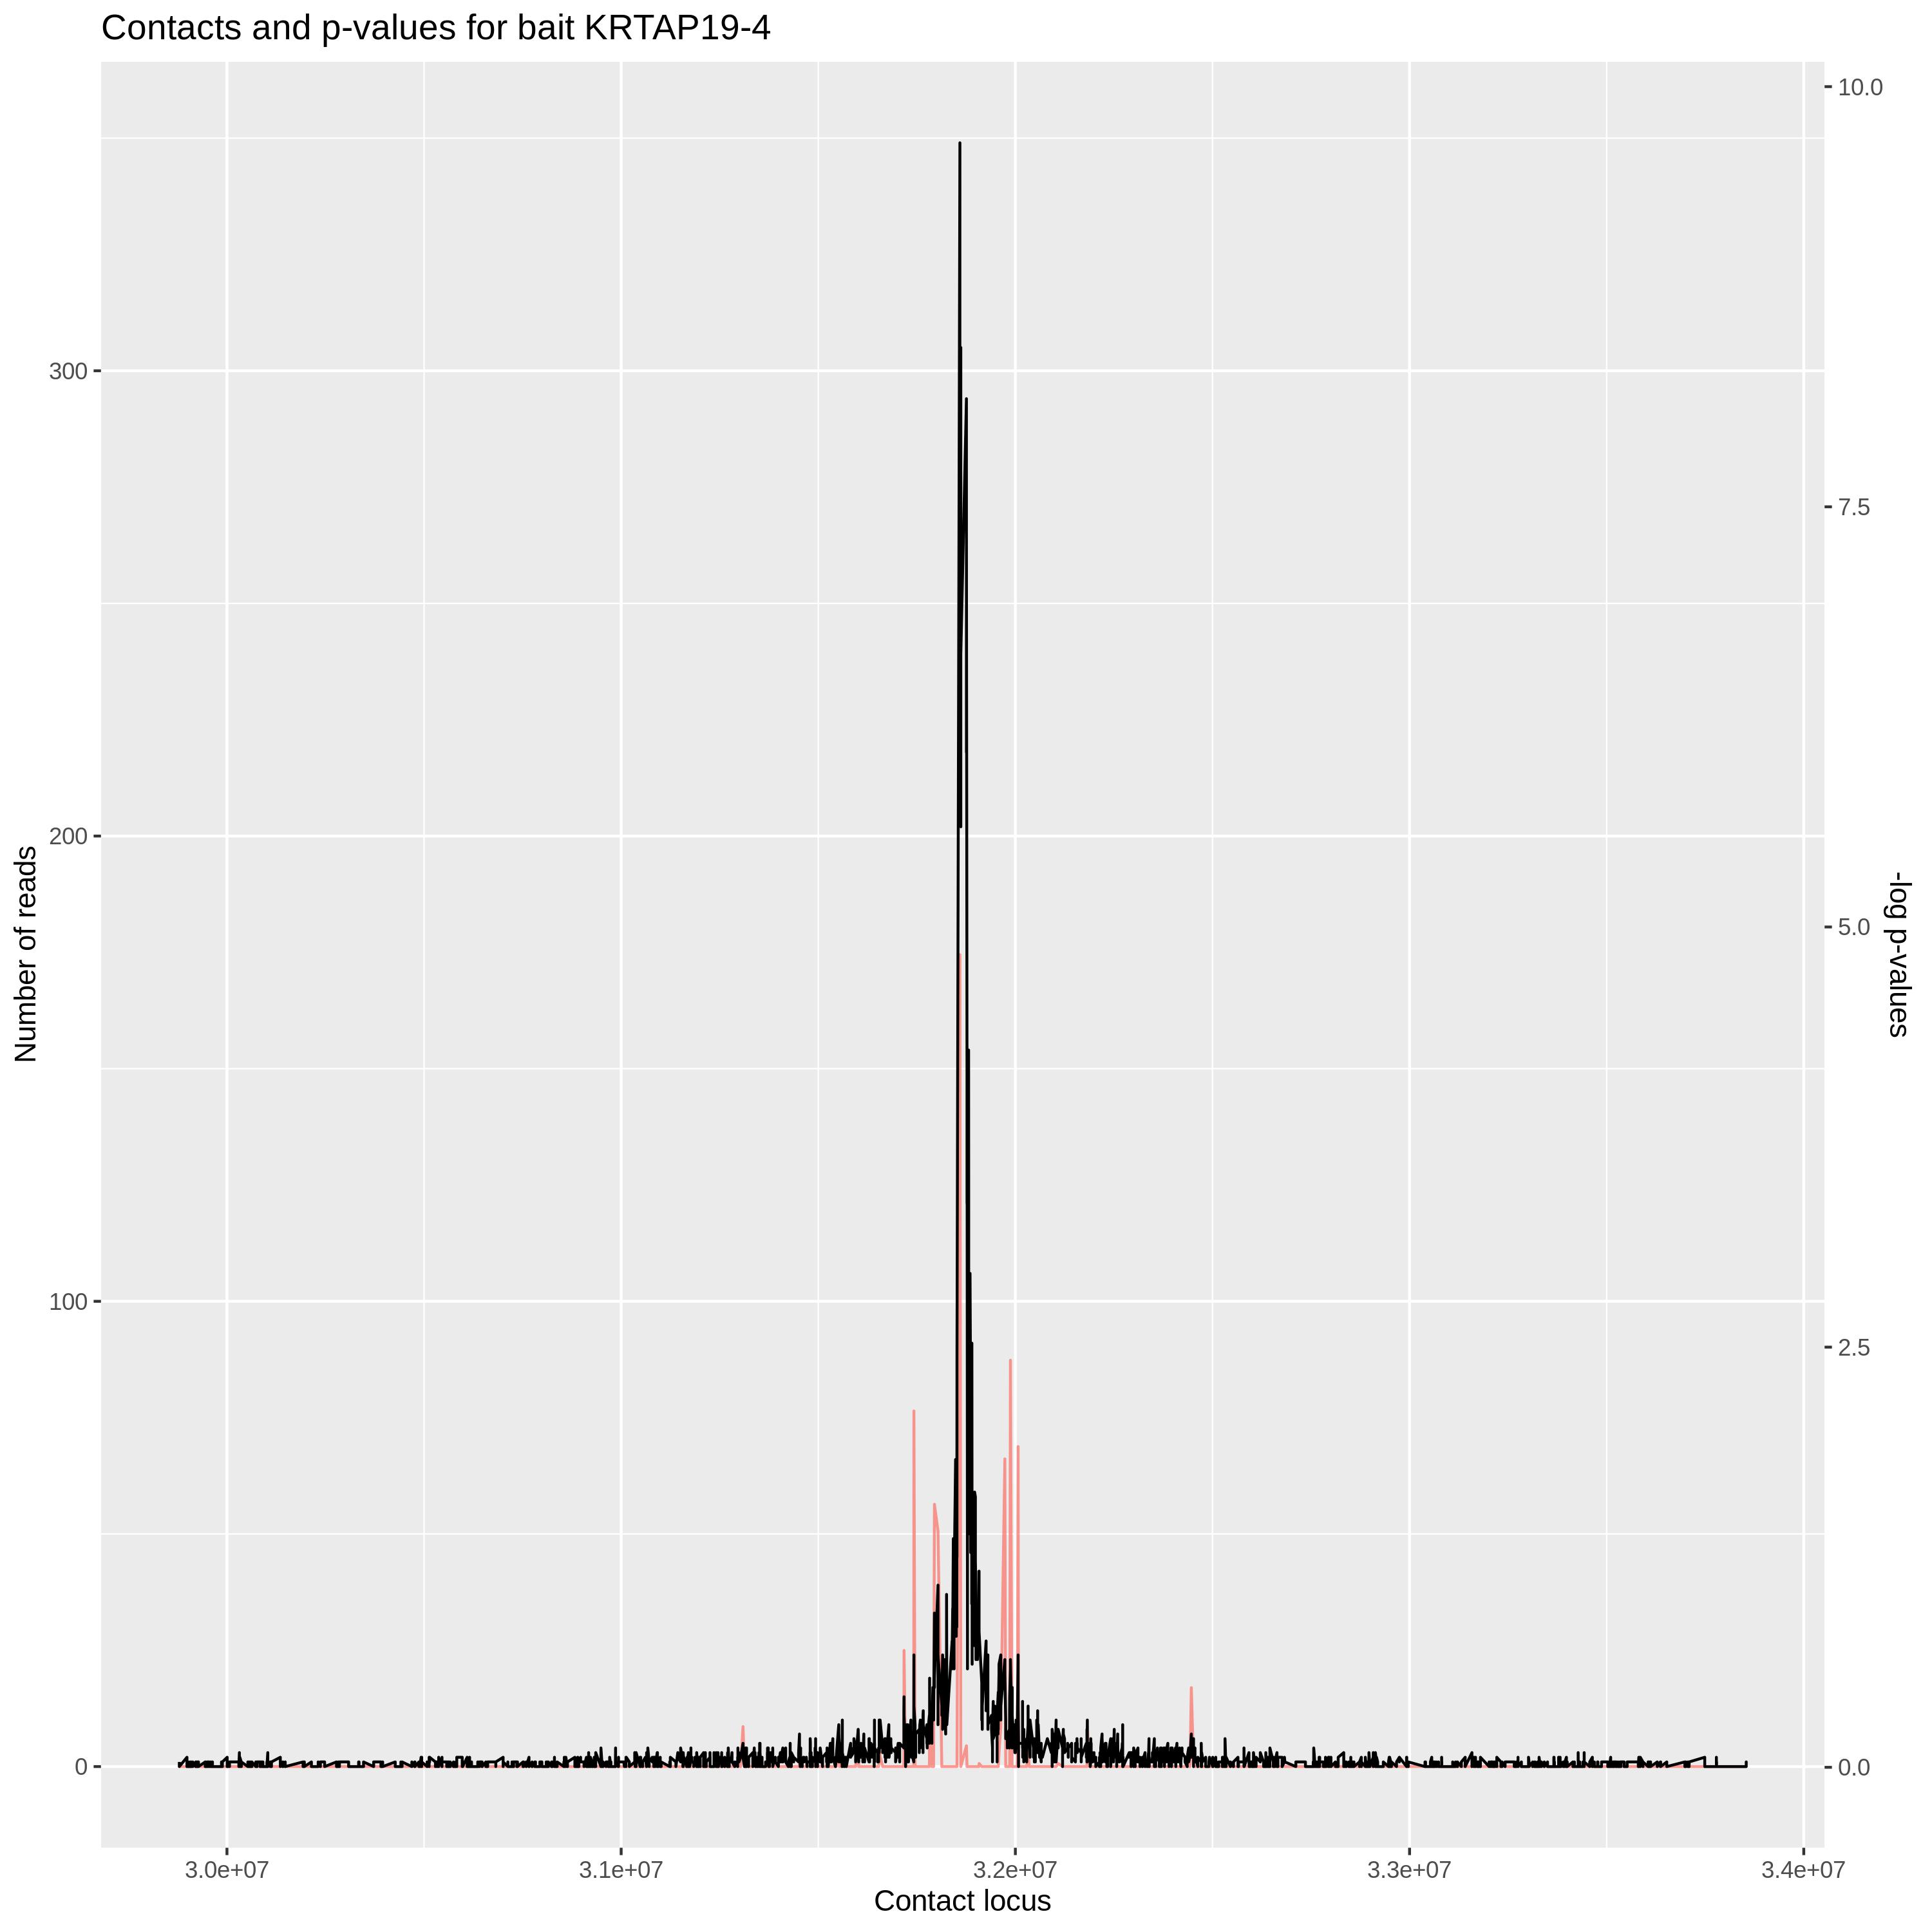 Contacts and p-values for bait KRTAP19-4
Number of reads
300
200
100
0
10.0
7.5
5.0
2.5
0.0
-log p-values
3.0e+07 3.1e+07 3.2e+07 3.3e+07 3.4e+07
Contact locus